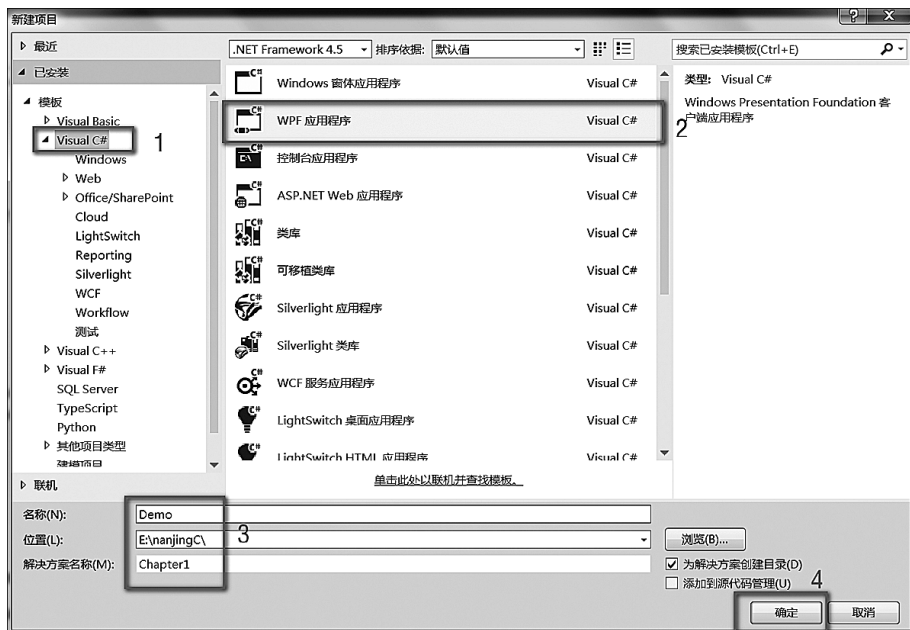 新建项目
? X
最近
.NET Framework 4.5 排序依据: 默认值
搜索已安装模板(Ctrl+E)
已安装
模板
Visual Basic
Visual C#
1
Windows
Web
Office/SharePoint
Cloud
LightSwitch
Reporting
Silverlight
WCF
Workflow
测试
Visual C++
Visual F#
SQL Server
TypeScript
Python
其他项目类型
建模项目
联机
Windows 窗体应用程序 Visual C#
WPF 应用程序 Visual C#
2
控制台应用程序 Visual C#
ASP.NET Web 应用程序 Visual C#
类库 Visual C#
可移植类库 Visual C#
Silverlight 应用程序 Visual C#
Silverlight 类库 Visual C#
WCF 服务应用程序 Visual C#
LightSwitch 桌面应用程序 Visual C#
LightSwitch HTML 应用程序 Visual C#
单击此处以联机并查找模板。
类型: Visual C#
Windows Presentation Foundation 客
户端应用程序
名称(N): Demo
位置(L): E:\nanjingC\
3
浏览(B)...
解决方案名称(M): Chapter1
为解决方案创建目录(D)
添加到源代码管理(U)
4
确定 取消